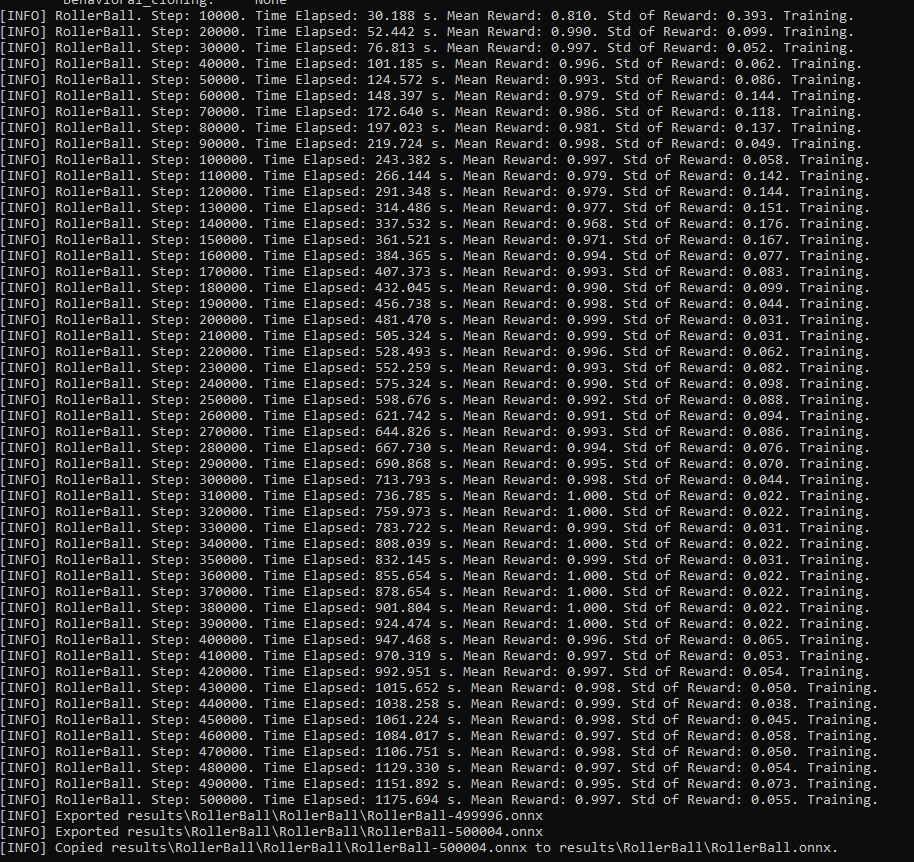 Behavioral_cloning: None
[INFO] RollerBall. Step: 10000. Time Elapsed: 30.188 s. Mean Reward: 0.810. Std of Reward: 0.393. Training.
[INFO] RollerBall. Step: 20000. Time Elapsed: 52.442 s. Mean Reward: 0.990. Std of Reward: 0.099. Training.
[INFO] RollerBall. Step: 30000. Time Elapsed: 76.813 s. Mean Reward: 0.997. Std of Reward: 0.052. Training.
[INFO] RollerBall. Step: 40000. Time Elapsed: 101.185 s. Mean Reward: 0.996. Std of Reward: 0.062. Training.
[INFO] RollerBall. Step: 50000. Time Elapsed: 124.572 s. Mean Reward: 0.993. Std of Reward: 0.086. Training.
[INFO] RollerBall. Step: 60000. Time Elapsed: 148.397 s. Mean Reward: 0.979. Std of Reward: 0.144. Training.
[INFO] RollerBall. Step: 70000. Time Elapsed: 172.640 s. Mean Reward: 0.986. Std of Reward: 0.118. Training.
[INFO] RollerBall. Step: 80000. Time Elapsed: 197.023 s. Mean Reward: 0.981. Std of Reward: 0.137. Training.
[INFO] RollerBall. Step: 90000. Time Elapsed: 219.724 s. Mean Reward: 0.998. Std of Reward: 0.049. Training.
[INFO] RollerBall. Step: 100000. Time Elapsed: 243.382 s. Mean Reward: 0.997. Std of Reward: 0.058. Training.
[INFO] RollerBall. Step: 110000. Time Elapsed: 266.144 s. Mean Reward: 0.979. Std of Reward: 0.142. Training.
[INFO] RollerBall. Step: 120000. Time Elapsed: 291.348 s. Mean Reward: 0.979. Std of Reward: 0.144. Training.
[INFO] RollerBall. Step: 130000. Time Elapsed: 314.486 s. Mean Reward: 0.977. Std of Reward: 0.151. Training.
[INFO] RollerBall. Step: 140000. Time Elapsed: 337.532 s. Mean Reward: 0.968. Std of Reward: 0.176. Training.
[INFO] RollerBall. Step: 150000. Time Elapsed: 361.521 s. Mean Reward: 0.971. Std of Reward: 0.167. Training.
[INFO] RollerBall. Step: 160000. Time Elapsed: 384.365 s. Mean Reward: 0.994. Std of Reward: 0.077. Training.
[INFO] RollerBall. Step: 170000. Time Elapsed: 407.373 s. Mean Reward: 0.993. Std of Reward: 0.083. Training.
[INFO] RollerBall. Step: 180000. Time Elapsed: 432.045 s. Mean Reward: 0.990. Std of Reward: 0.099. Training.
[INFO] RollerBall. Step: 190000. Time Elapsed: 456.738 s. Mean Reward: 0.998. Std of Reward: 0.044. Training.
[INFO] RollerBall. Step: 200000. Time Elapsed: 481.470 s. Mean Reward: 0.999. Std of Reward: 0.031. Training.
[INFO] RollerBall. Step: 210000. Time Elapsed: 505.324 s. Mean Reward: 0.999. Std of Reward: 0.031. Training.
[INFO] RollerBall. Step: 220000. Time Elapsed: 528.493 s. Mean Reward: 0.996. Std of Reward: 0.062. Training.
[INFO] RollerBall. Step: 230000. Time Elapsed: 552.259 s. Mean Reward: 0.993. Std of Reward: 0.082. Training.
[INFO] RollerBall. Step: 240000. Time Elapsed: 575.324 s. Mean Reward: 0.990. Std of Reward: 0.098. Training.
[INFO] RollerBall. Step: 250000. Time Elapsed: 598.676 s. Mean Reward: 0.992. Std of Reward: 0.088. Training.
[INFO] RollerBall. Step: 260000. Time Elapsed: 621.742 s. Mean Reward: 0.991. Std of Reward: 0.094. Training.
[INFO] RollerBall. Step: 270000. Time Elapsed: 644.826 s. Mean Reward: 0.993. Std of Reward: 0.086. Training.
[INFO] RollerBall. Step: 280000. Time Elapsed: 667.730 s. Mean Reward: 0.994. Std of Reward: 0.076. Training.
[INFO] RollerBall. Step: 290000. Time Elapsed: 690.868 s. Mean Reward: 0.995. Std of Reward: 0.070. Training.
[INFO] RollerBall. Step: 300000. Time Elapsed: 713.793 s. Mean Reward: 0.998. Std of Reward: 0.044. Training.
[INFO] RollerBall. Step: 310000. Time Elapsed: 736.785 s. Mean Reward: 1.000. Std of Reward: 0.022. Training.
[INFO] RollerBall. Step: 320000. Time Elapsed: 759.973 s. Mean Reward: 1.000. Std of Reward: 0.022. Training.
[INFO] RollerBall. Step: 330000. Time Elapsed: 783.722 s. Mean Reward: 0.999. Std of Reward: 0.031. Training.
[INFO] RollerBall. Step: 340000. Time Elapsed: 808.039 s. Mean Reward: 1.000. Std of Reward: 0.022. Training.
[INFO] RollerBall. Step: 350000. Time Elapsed: 832.145 s. Mean Reward: 0.999. Std of Reward: 0.031. Training.
[INFO] RollerBall. Step: 360000. Time Elapsed: 855.654 s. Mean Reward: 1.000. Std of Reward: 0.022. Training.
[INFO] RollerBall. Step: 370000. Time Elapsed: 878.654 s. Mean Reward: 1.000. Std of Reward: 0.022. Training.
[INFO] RollerBall. Step: 380000. Time Elapsed: 901.804 s. Mean Reward: 1.000. Std of Reward: 0.022. Training.
[INFO] RollerBall. Step: 390000. Time Elapsed: 924.474 s. Mean Reward: 1.000. Std of Reward: 0.022. Training.
[INFO] RollerBall. Step: 400000. Time Elapsed: 947.468 s. Mean Reward: 0.996. Std of Reward: 0.065. Training.
[INFO] RollerBall. Step: 410000. Time Elapsed: 970.319 s. Mean Reward: 0.997. Std of Reward: 0.053. Training.
[INFO] RollerBall. Step: 420000. Time Elapsed: 992.951 s. Mean Reward: 0.997. Std of Reward: 0.054. Training.
[INFO] RollerBall. Step: 430000. Time Elapsed: 1015.652 s. Mean Reward: 0.998. Std of Reward: 0.050. Training.
[INFO] RollerBall. Step: 440000. Time Elapsed: 1038.258 s. Mean Reward: 0.999. Std of Reward: 0.038. Training.
[INFO] RollerBall. Step: 450000. Time Elapsed: 1061.224 s. Mean Reward: 0.998. Std of Reward: 0.045. Training.
[INFO] RollerBall. Step: 460000. Time Elapsed: 1084.017 s. Mean Reward: 0.997. Std of Reward: 0.058. Training.
[INFO] RollerBall. Step: 470000. Time Elapsed: 1106.751 s. Mean Reward: 0.998. Std of Reward: 0.050. Training.
[INFO] RollerBall. Step: 480000. Time Elapsed: 1129.330 s. Mean Reward: 0.997. Std of Reward: 0.054. Training.
[INFO] RollerBall. Step: 490000. Time Elapsed: 1151.892 s. Mean Reward: 0.995. Std of Reward: 0.073. Training.
[INFO] RollerBall. Step: 500000. Time Elapsed: 1175.694 s. Mean Reward: 0.997. Std of Reward: 0.055. Training.
[INFO] Exported results\RollerBall\RollerBall\RollerBall-499996.onnx
[INFO] Exported results\RollerBall\RollerBall\RollerBall-500004.onnx
[INFO] Copied results\RollerBall\RollerBall\RollerBall-500004.onnx to results\RollerBall\RollerBall.onnx.